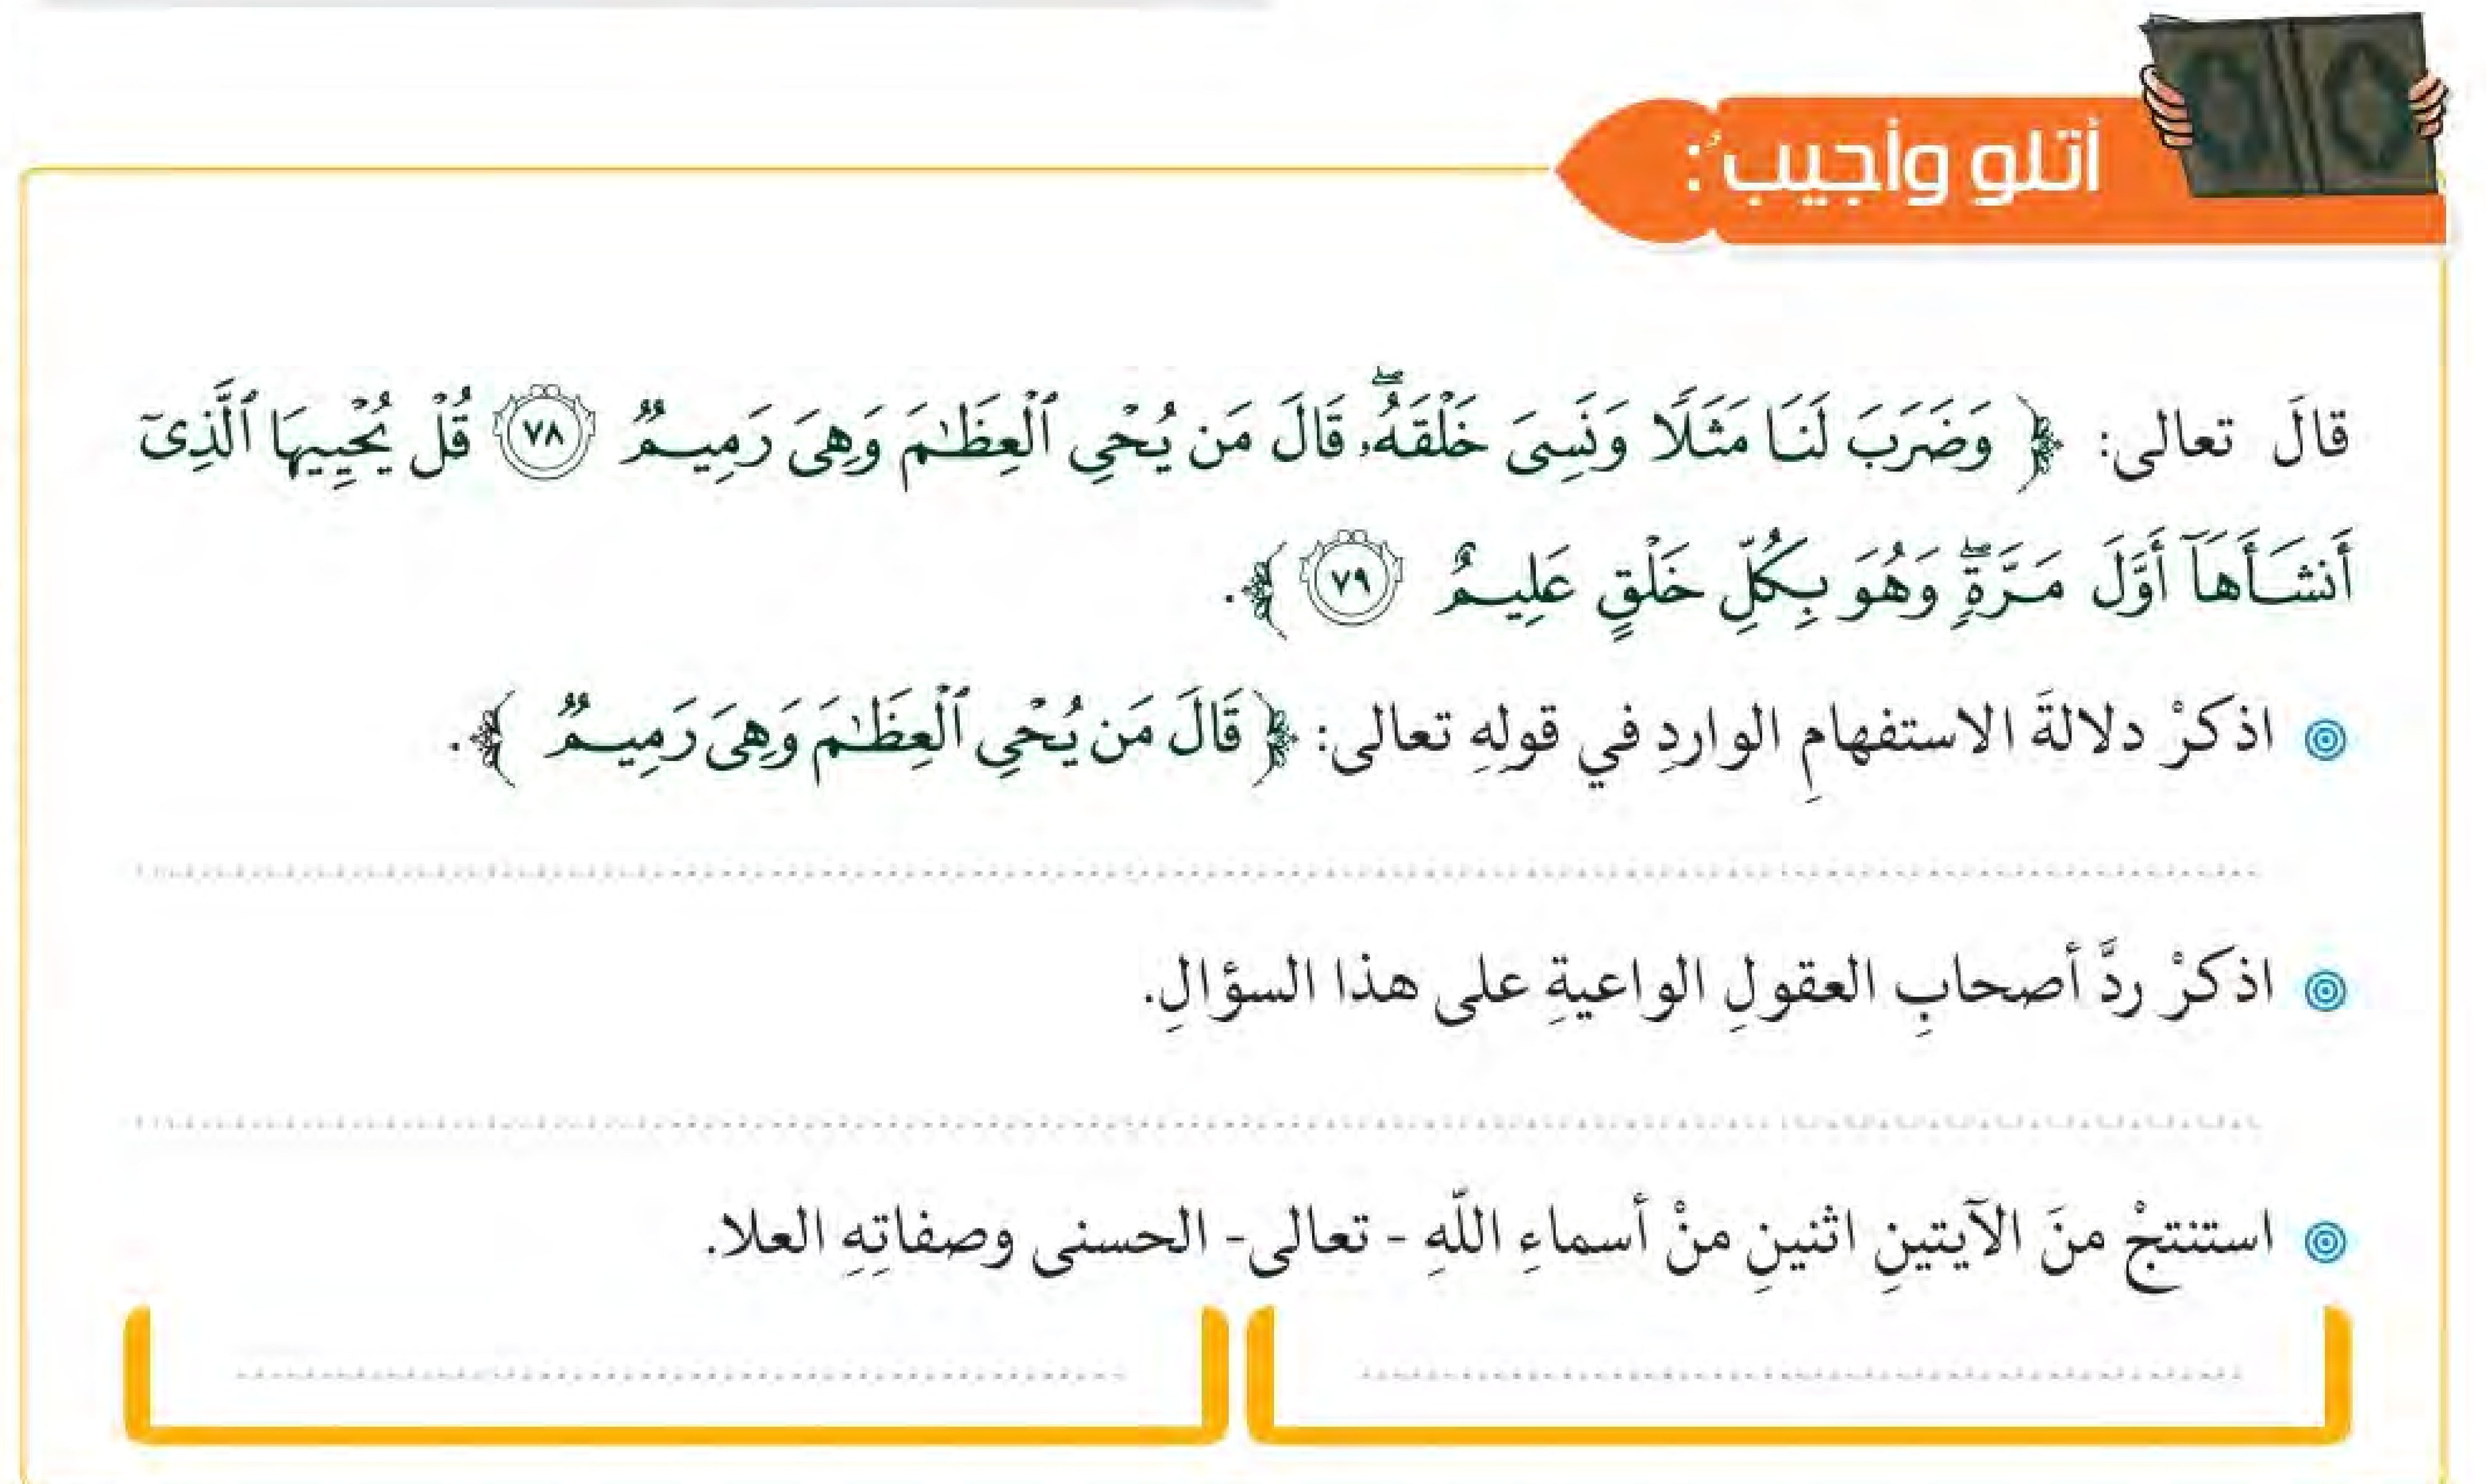 أتلو وأجيبُ:
قالَ تعالى: ﴿ وَضَرَبَ لَنَا مَثَلًا وَنَسِىَ خَلْقَهُۥۖ قَالَ مَن يُحْىِ ٱلْعِظَـٰمَ وَهِىَ رَمِيمٌ ٧٨ قُلْ يُحْيِيهَا ٱلَّذِىٓ
أَنشَأَهَآ أَوَّلَ مَرَّةٍۖ وَهُوَ بِكُلِّ خَلْقٍ عَلِيمٌ ٧٩ ﴾.
اذكرْ دلالةَ الاستفهامِ الواردِ في قولِهِ تعالى: ﴿ قَالَ مَن يُحْىِ ٱلْعِظَـٰمَ وَهِىَ رَمِيمٌ ﴾.
اذكرْ ردَّ أصحابِ العقولِ الواعيةِ على هذا السؤالِ.
استنتجْ منَ الآيتينِ اثنينِ منْ أسماءِ اللّهِ - تعالى- الحسنى وصفاتِهِ العلا.